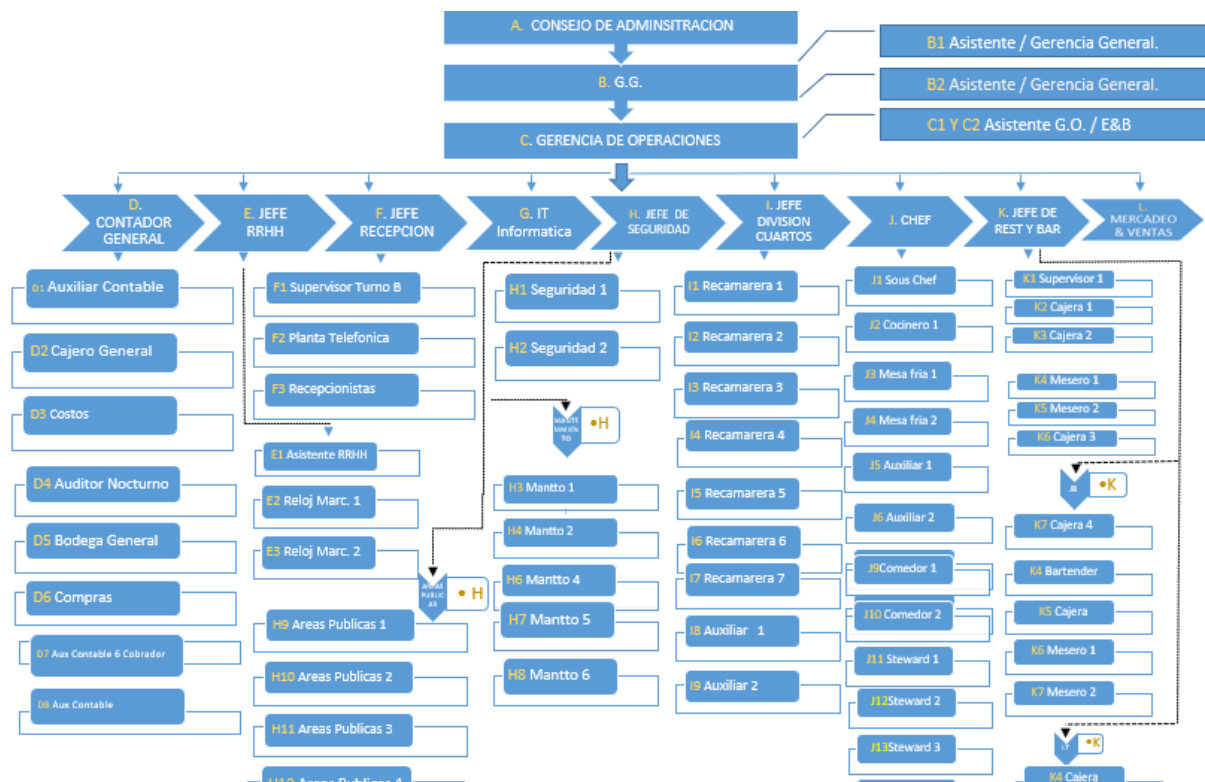 A. CONSEJO DE ADMINSITRACION
B1 Asistente / Gerencia General.
B. G.G.
B2 Asistente / Gerencia General.
C1 Y C2 Asistente G.O. / E&B
C. GERENCIA DE OPERACIONES
D.
CONTADOR
GENERAL
E. JEFE
RRHH
F. JEFE
RECEPCION
G. IT
Informatica
H. JEFE DE
SEGURIDAD
I. JEFE
DIVISION
CUARTOS
J. CHEF
K. JEFE DE
REST Y BAR
L.
MERCADEO
& VENTAS
D1 Auxiliar Contable
D2 Cajero General
D3 Costos
D4 Auditor Nocturno
D5 Bodega General
D6 Compras
D7 Aux Contable 6 Cobrador
D8 Aux Contable
F1 Supervisor Turno B
F2 Planta Telefonica
F3 Recepcionistas
E1 Asistente RRHH
E2 Reloj Marc. 1
E3 Reloj Marc. 2
AREAS
PUBLIC
AS
• H
H9 Areas Publicas 1
H10 Areas Publicas 2
H11 Areas Publicas 3
H12 Areas Publicas 4
H1 Seguridad 1
H2 Seguridad 2
MANTE
NIMIEN
TO
•H
H3 Mantto 1
H4 Mantto 2
H6 Mantto 4
H7 Mantto 5
H8 Mantto 6
I1 Recamarera 1
I2 Recamarera 2
I3 Recamarera 3
I4 Recamarera 4
I5 Recamarera 5
I6 Recamarera 6
I7 Recamarera 7
I8 Auxiliar 1
I9 Auxiliar 2
J1 Sous Chef
J2 Cocinero 1
J3 Mesa fria 1
J4 Mesa fria 2
J5 Auxiliar 1
J6 Auxiliar 2
J9Comedor 1
J10 Comedor 2
J11 Steward 1
J12Steward 2
J13Steward 3
K1 Supervisor 1
K2 Cajera 1
K3 Cajera 2
K4 Mesero 1
K5 Mesero 2
K6 Cajera 3
•K
K7 Cajera 4
K4 Bartender
K5 Cajera
K6 Mesero 1
K7 Mesero 2
•K
K4 Cajera